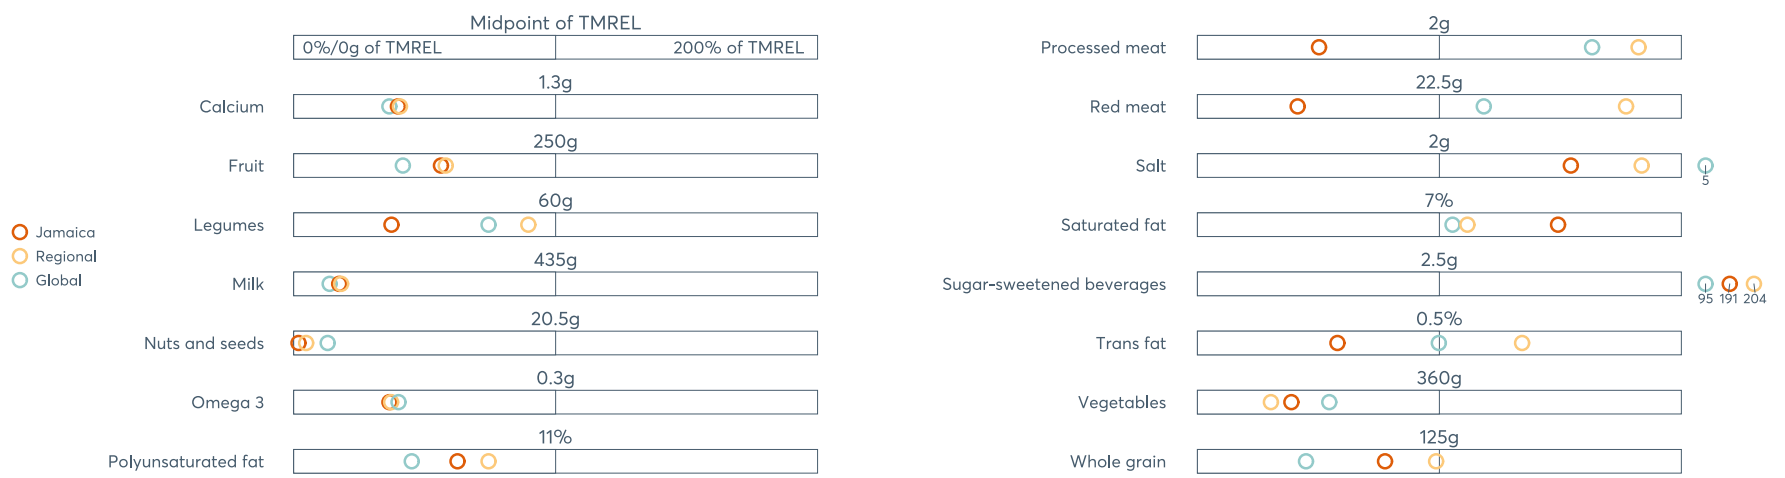 Midpoint of TMREL
0%/0g of TMREL 200% of TMREL
Calcium
1.3g
Fruit
250g
Legumes
60g
Milk
435g
Nuts and seeds
20.5g
Omega 3
0.3g
Polyunsaturated fat
11%
Jamaica
Regional
Global
Processed meat
2g
Red meat
22.5g
Salt
2g
5
Saturated fat
7%
Sugar-sweetened beverages
2.5g
95 191 204
Trans fat
0.5%
Vegetables
360g
Whole grain
125g